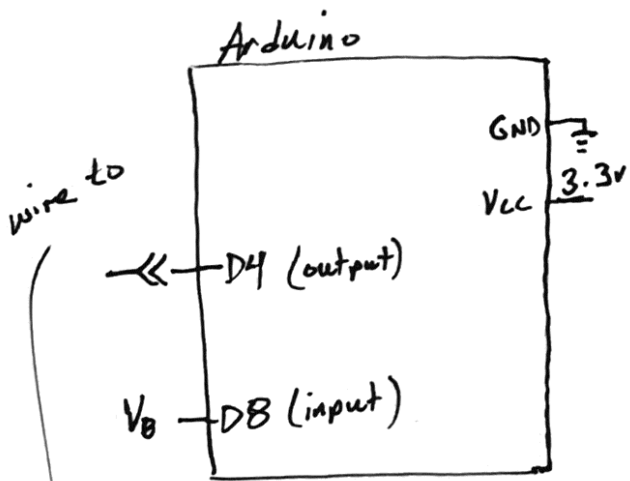 Arduino
GND
3.3v
Vcc
wire to
D4 (output)
V8 D8 (input)